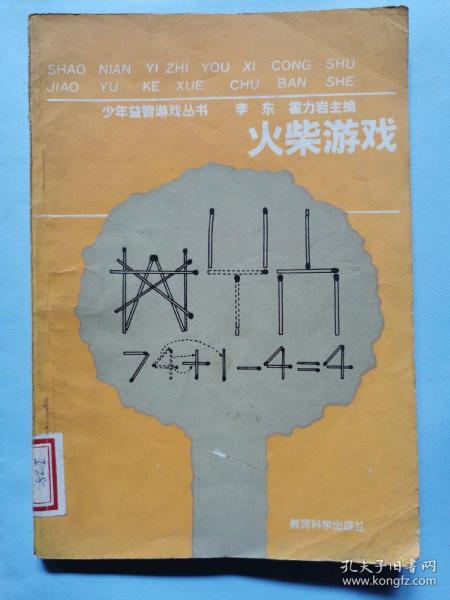 SHAO NIAN YI ZHI YOU XI CONG SHU
JIAO YU KE XUE CHU BAN SHE
少年益智游戏丛书 李东 霍力岩主编
火柴游戏
74+1-4=4
教育科学出版社
孔夫子旧书网
www.kongfz.com